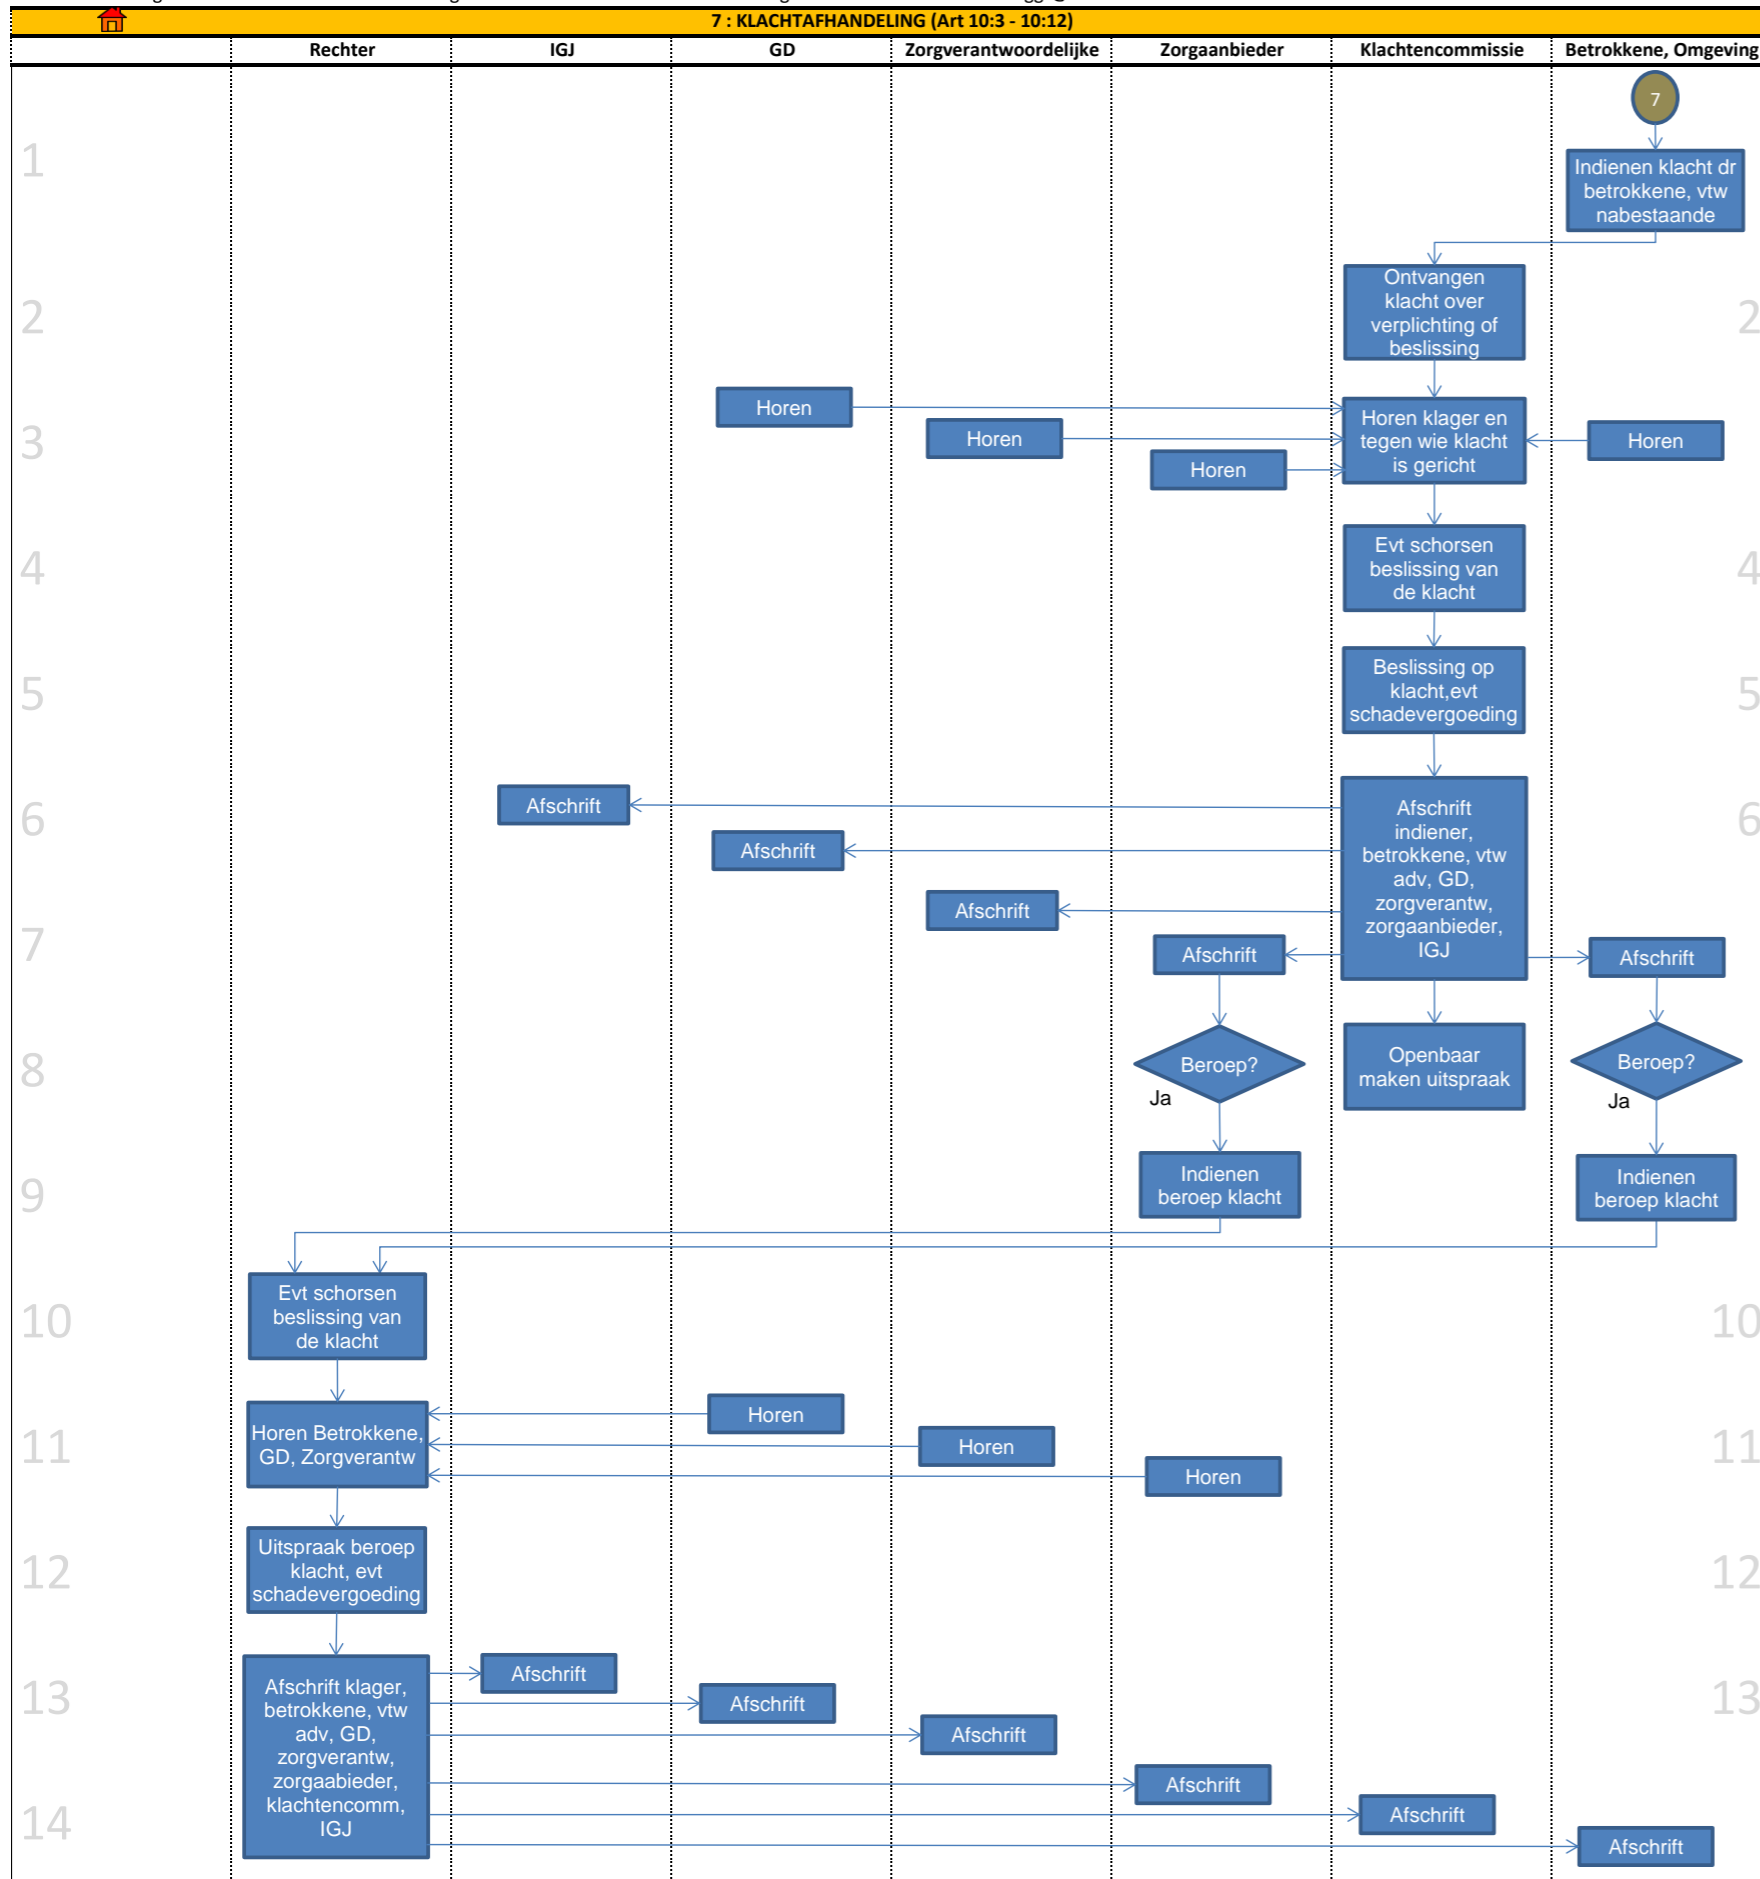 7 : KLACHTAFHANDELING (Art 10:3 - 10:12)
Rechter
IGJ
GD
Zorgverantwoordelijke
Zorgaanbieder
Klachtencommissie
Betrokkene, Omgeving
7
1
Indienen klacht dr
betrokkene, vtw
nabestaande
2
Ontvangen
klacht over
verplichting of
beslissing
2
3
Horen
Horen
Horen
Horen klager en
tegen wie klacht
is gericht
Horen
4
Evt schorsen
beslissing van
de klacht
4
5
Beslissing op
klacht,evt
schadevergoeding
5
6
Afschrift
Afschrift
Afschrift
Afschrift
indiener,
betrokkene, vtw
adv, GD,
zorgverantw,
zorgaanbieder,
IGJ
6
7
Afschrift
Afschrift
8
Beroep?
Ja
Openbaar
maken uitspraak
Beroep?
Ja
9
Indienen
beroep klacht
Indienen
beroep klacht
10
Evt schorsen
beslissing van
de klacht
10
11
Horen Betrokkene,
GD, Zorgverantw
Horen
Horen
Horen
11
12
Uitspraak beroep
klacht, evt
schadevergoeding
12
13
Afschrift klager,
betrokkene, vtw
adv, GD,
zorgverantw,
zorgaabieder,
klachtencomm,
IGJ
Afschrift
Afschrift
Afschrift
13
14
Afschrift
Afschrift
Afschrift